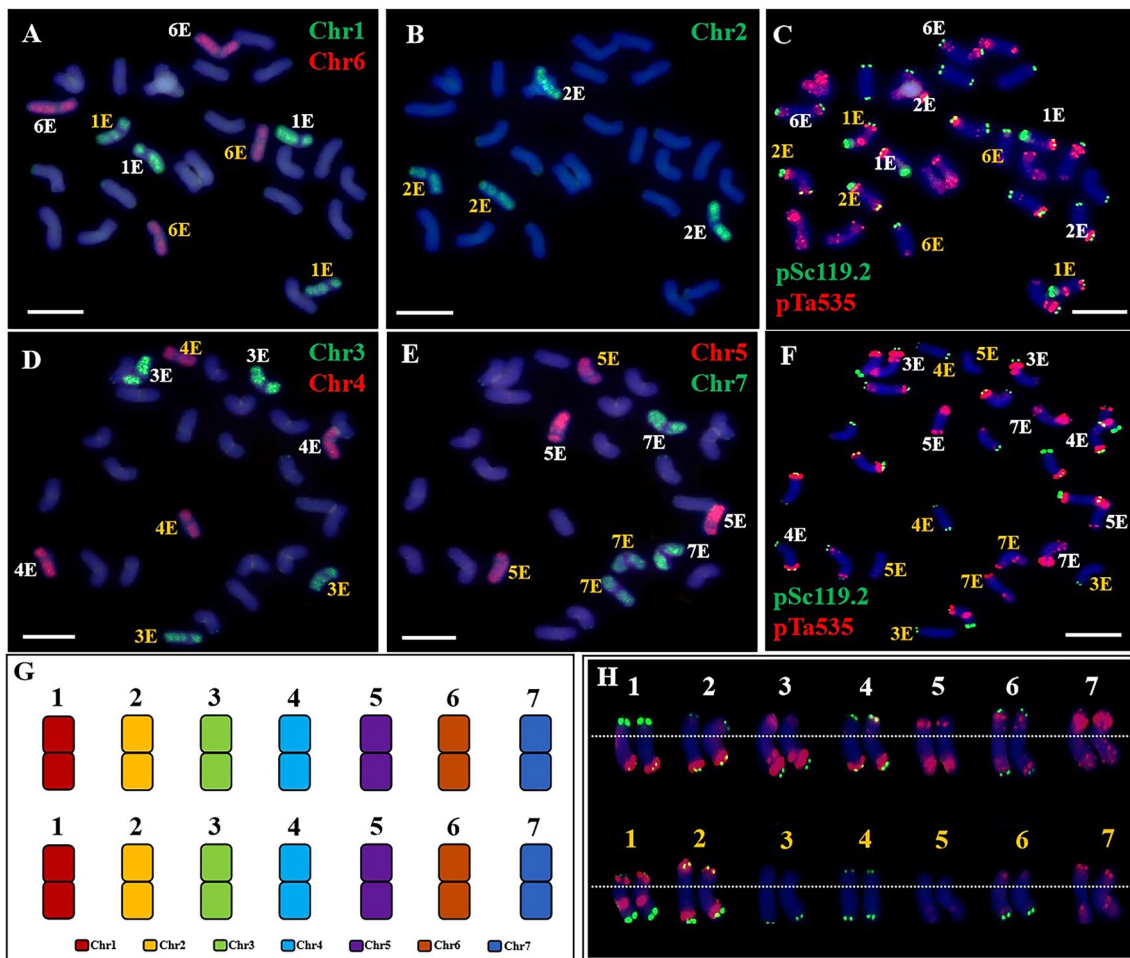 A
6E
Chr1
Chr6
6E
1E
1E
1E
6E
6E
1E
B
Chr2
2E
2E
2E
2E
C
6E
2E
6E
1E
1E
6E
2E
2E
6E
2E
1E
pSc119.2
pTa535
D
4E
3E
3E
Chr3
Chr4
4E
4E
4E
3E
3E
E
5E
Chr5
Chr7
5E
7E
5E
7E
7E
7E
5E
F
3E
4E
5E
3E
5E
7E
4E
4E
5E
4E
5E
7E
7E
7E
3E
3E
pSc119.2
pTa535
G
1 2 3 4 5 6 7
1 2 3 4 5 6 7
Chr1 Chr2 Chr3 Chr4 Chr5 Chr6 Chr7
H
1 2 3 4 5 6 7
1 2 3 4 5 6 7